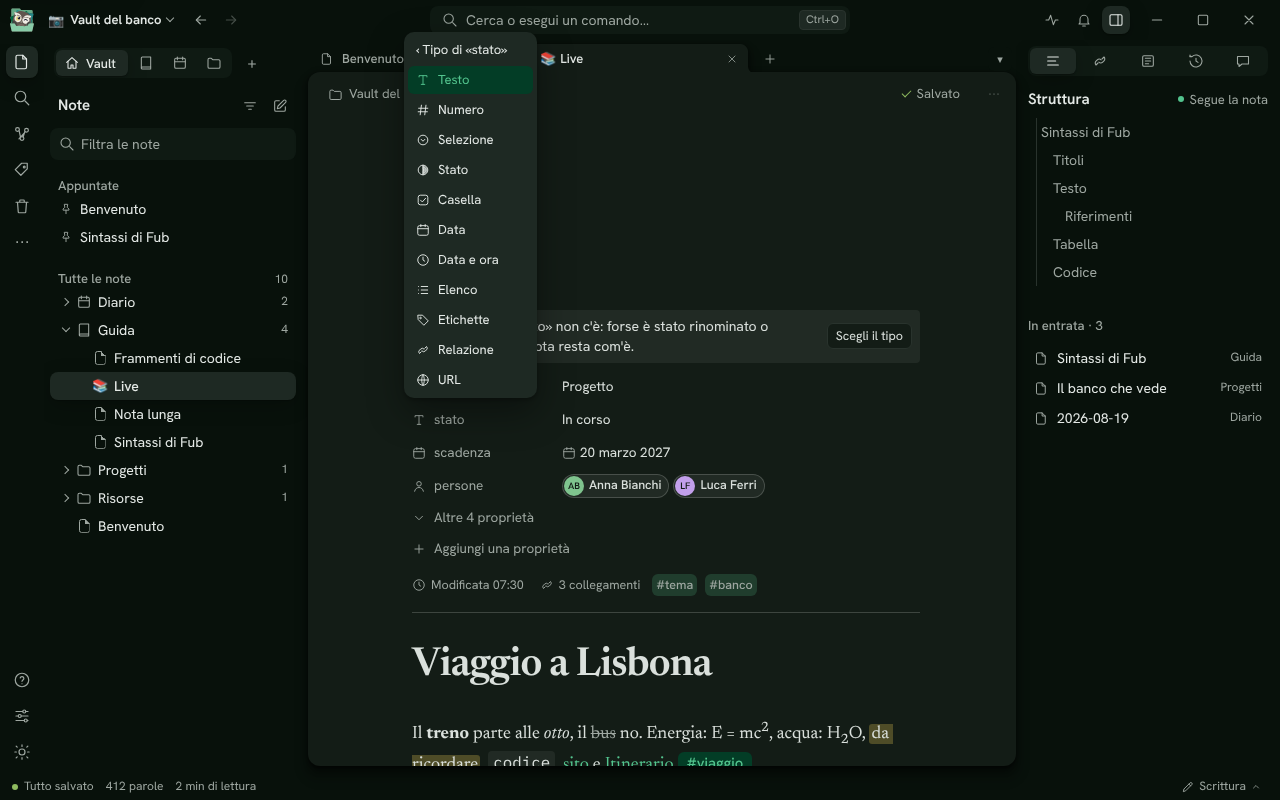 Vault del banco
Cerca o esegui un comando…
Ctrl+O
Vault
Benvenuto
Live
Note
Filtra le note
Appuntate
Benvenuto
Sintassi di Fub
Tutte le note 10
Diario 2
Guida 4
Frammenti di codice
Live
Nota lunga
Sintassi di Fub
Progetti 1
Risorse 1
Benvenuto
‹ Tipo di «stato»
Testo
Numero
Selezione
Stato
Casella
Data
Data e ora
Elenco
Etichette
Relazione
URL
Vault del
Salvato
o» non c'è: forse è stato rinominato o
ota resta com'è.
Scegli il tipo
Progetto
stato In corso
scadenza 20 marzo 2027
persone AB Anna Bianchi LF Luca Ferri
Altre 4 proprietà
Aggiungi una proprietà
Modificata 07:30 3 collegamenti #tema #banco
Viaggio a Lisbona
Il treno parte alle otto, il bus no. Energia: E = mc², acqua: H₂O, da
ricordare codice sito e Itinerario #viaggio
Struttura
Segue la nota
Sintassi di Fub
Titoli
Testo
Riferimenti
Tabella
Codice
In entrata · 3
Sintassi di Fub Guida
Il banco che vede Progetti
2026-08-19 Diario
Tutto salvato 412 parole 2 min di lettura
Scrittura